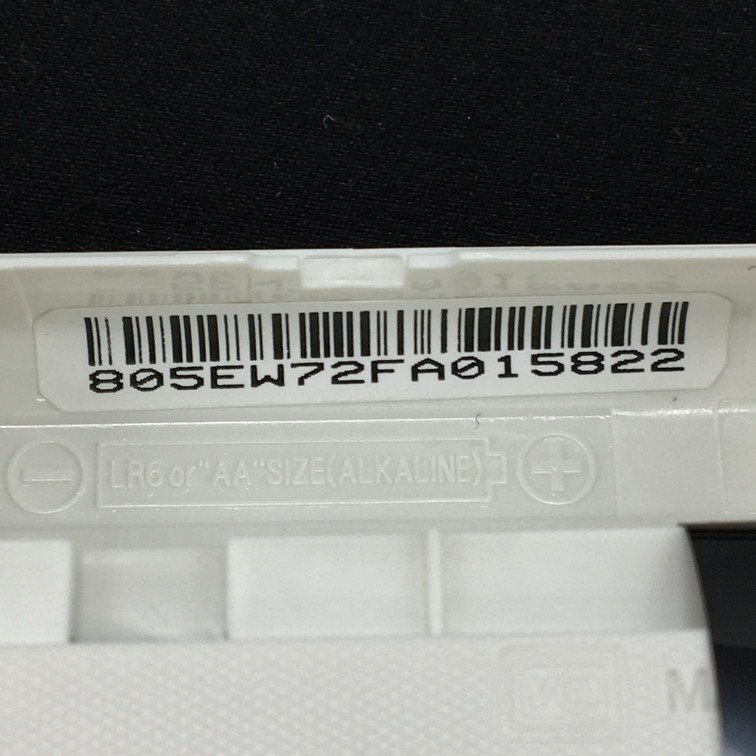 805EW72FA015822
LR6 or "AA" SIZE(ALKALINE)
M